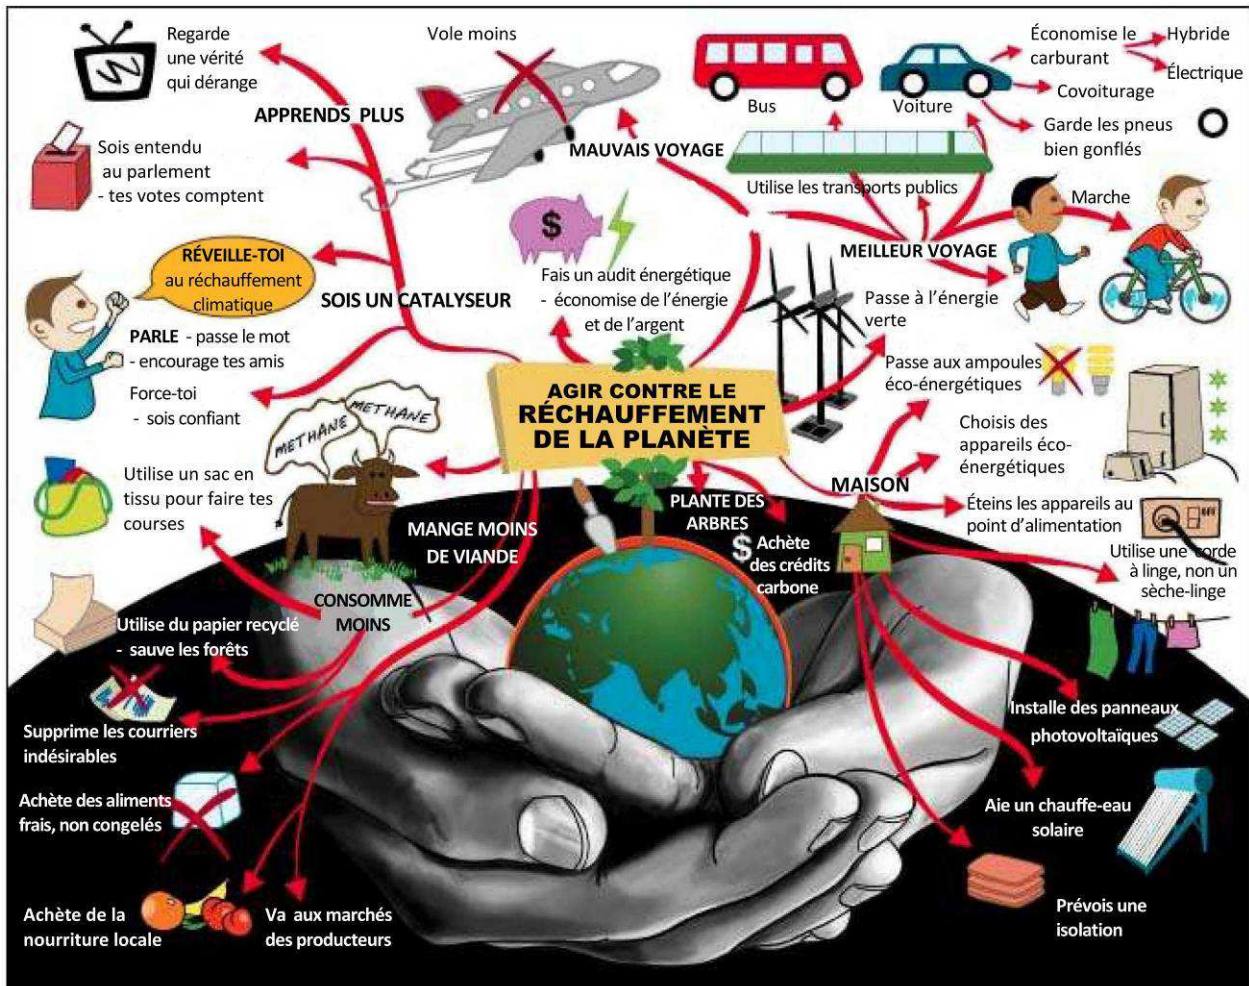 Regarde
une vérité
qui dérange
APPRENDS PLUS
Sois entendu
au parlement
- tes votes comptent
RÉVEILLE-TOI
au réchauffement
climatique
SOIS UN CATALYSEUR
PARLE - passe le mot
- encourage tes amis
Force-toi
- sois confiant
Vole moins
MAUVAIS VOYAGE
Bus
Voiture
Économise le
carburant
Hybride
Électrique
Covoiturage
Garde les pneus
bien gonflés
Utilise les transports publics
Marche
MEILLEUR VOYAGE
$
Fais un audit énergétique
- économise de l'énergie
et de l'argent
Passe à l'énergie
verte
AGIR CONTRE LE
RÉCHAUFFEMENT
DE LA PLANÈTE
Passe aux ampoules
éco-énergétiques
Choisis des
appareils éco-
énergétiques
MAISON
Éteins les appareils au
point d'alimentation
OFF
Utilise une corde
à linge, non un
sèche-linge
METHANE
METHANE
Utilise un sac en
tissu pour faire tes
courses
MANGE MOINS
DE VIANDE
PLANTE DES
ARBRES
$ Achète
des crédits
carbone
CONSOMME
MOINS
Utilise du papier recyclé
- sauve les forêts
Supprime les courriers
indésirables
Achète des aliments
frais, non congelés
Achète de la
nourriture locale
Va aux marchés
des producteurs
Installe des panneaux
photovoltaïques
Aie un chauffe-eau
solaire
Prévois une
isolation